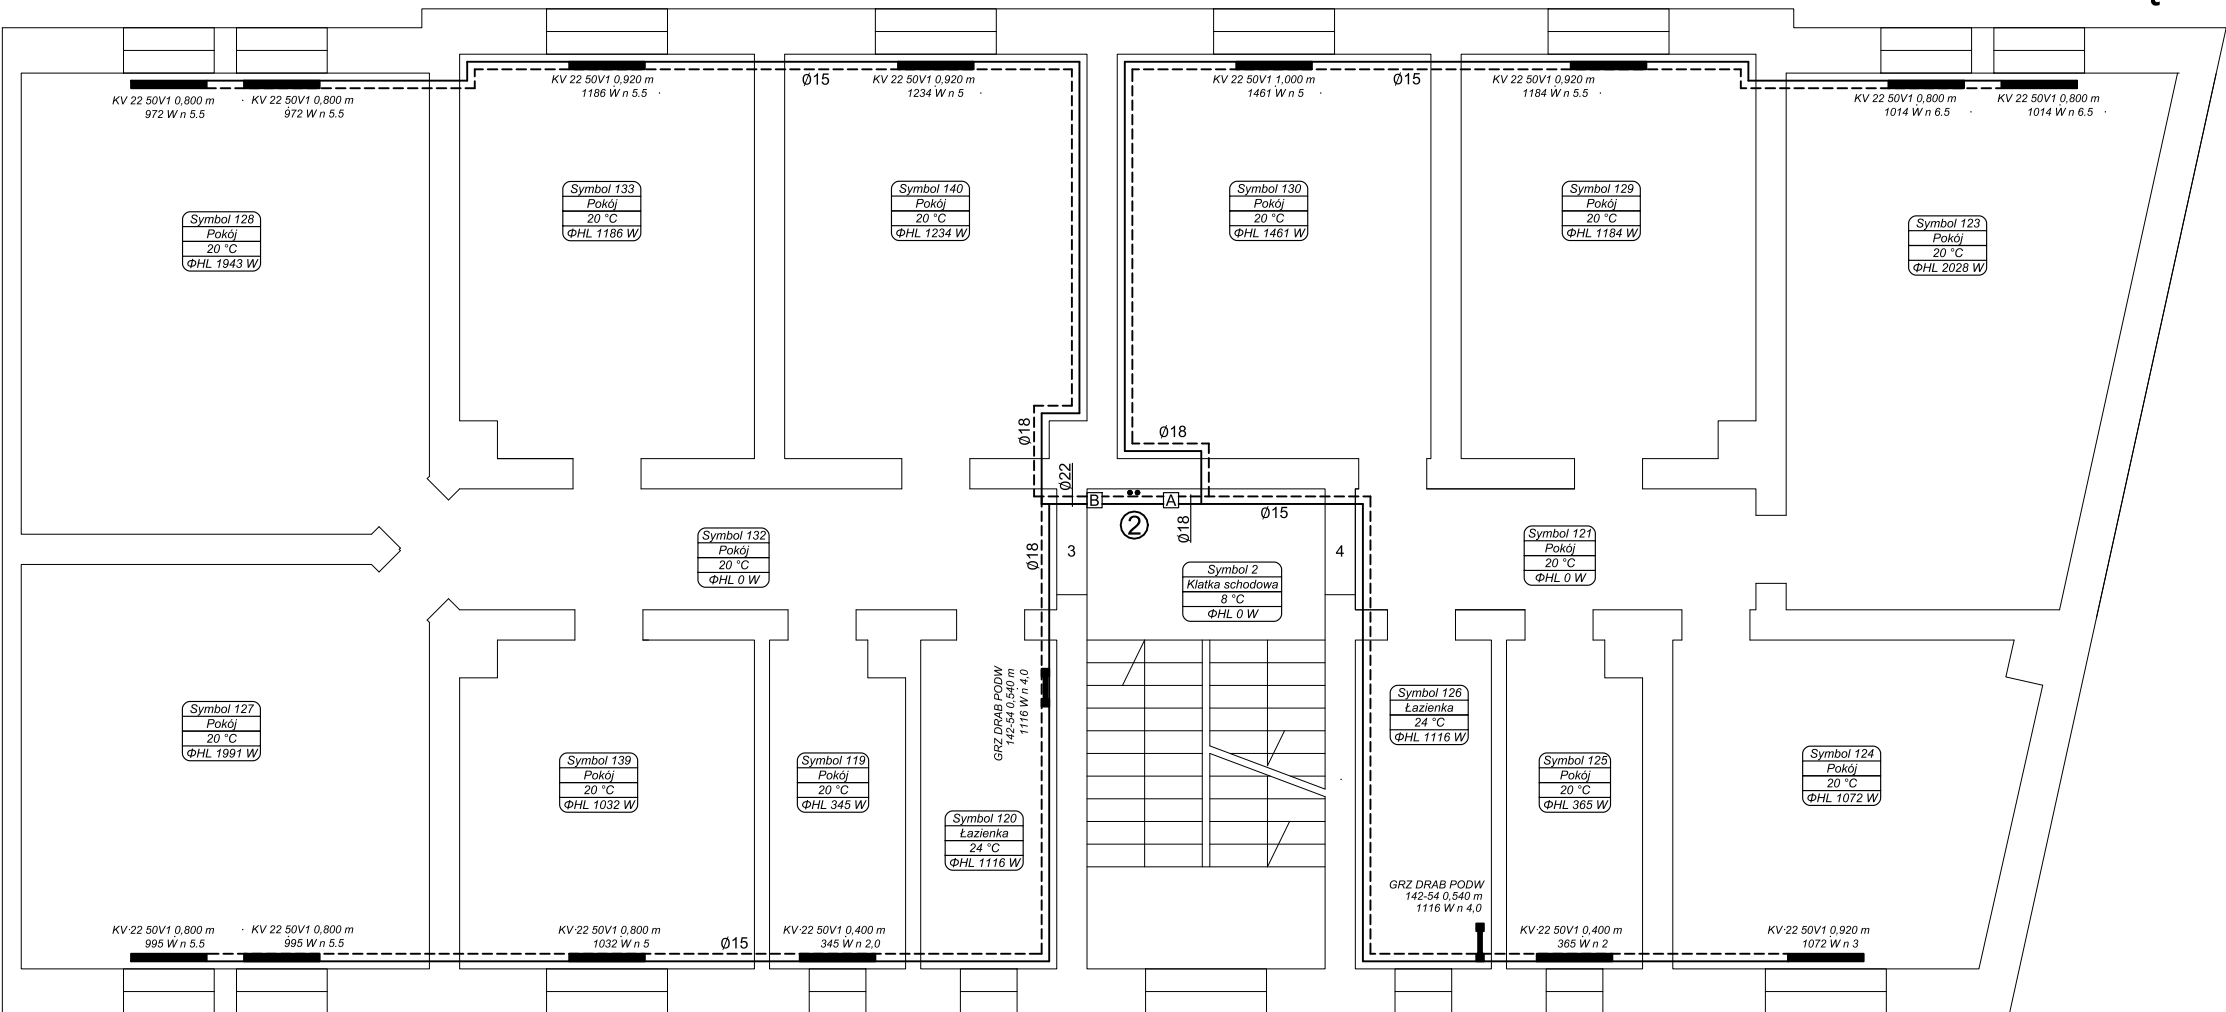 KV 22 50V1 0,800 m
972 W n 5.5
KV 22 50V1 0,800 m
972 W n 5.5
KV 22 50V1 0,920 m
1186 W n 5.5
Ø15
KV 22 50V1 0,920 m
1234 W n 5
KV 22 50V1 1,000 m
1461 W n 5
Ø15
KV 22 50V1 0,920 m
1184 W n 5.5
KV 22 50V1 0,800 m
1014 W n 6.5
KV 22 50V1 0,800 m
1014 W n 6.5
Symbol 128
Pokój
20 °C
ΦHL 1943 W
Symbol 133
Pokój
20 °C
ΦHL 1186 W
Symbol 140
Pokój
20 °C
ΦHL 1234 W
Symbol 130
Pokój
20 °C
ΦHL 1461 W
Symbol 129
Pokój
20 °C
ΦHL 1184 W
Symbol 123
Pokój
20 °C
ΦHL 2028 W
Ø18
Ø22
Ø18
B
A
2
Ø18
Ø15
Ø18
3
4
Symbol 132
Pokój
20 °C
ΦHL 0 W
Symbol 2
Klatka schodowa
8 °C
ΦHL 0 W
Symbol 121
Pokój
20 °C
ΦHL 0 W
Symbol 127
Pokój
20 °C
ΦHL 1991 W
Symbol 139
Pokój
20 °C
ΦHL 1032 W
Symbol 119
Pokój
20 °C
ΦHL 345 W
GRZ DRAB PODW
142-54 0,540 m
1116 W n 4,0
Symbol 120
Łazienka
24 °C
ΦHL 1116 W
Symbol 126
Łazienka
24 °C
ΦHL 1116 W
Symbol 125
Pokój
20 °C
ΦHL 365 W
Symbol 124
Pokój
20 °C
ΦHL 1072 W
GRZ DRAB PODW
142-54 0,540 m
1116 W n 4,0
KV 22 50V1 0,800 m
995 W n 5.5
KV 22 50V1 0,800 m
995 W n 5.5
KV 22 50V1 0,800 m
1032 W n 5
Ø15
KV 22 50V1 0,400 m
345 W n 2,0
KV 22 50V1 0,400 m
365 W n 2
KV 22 50V1 0,920 m
1072 W n 3